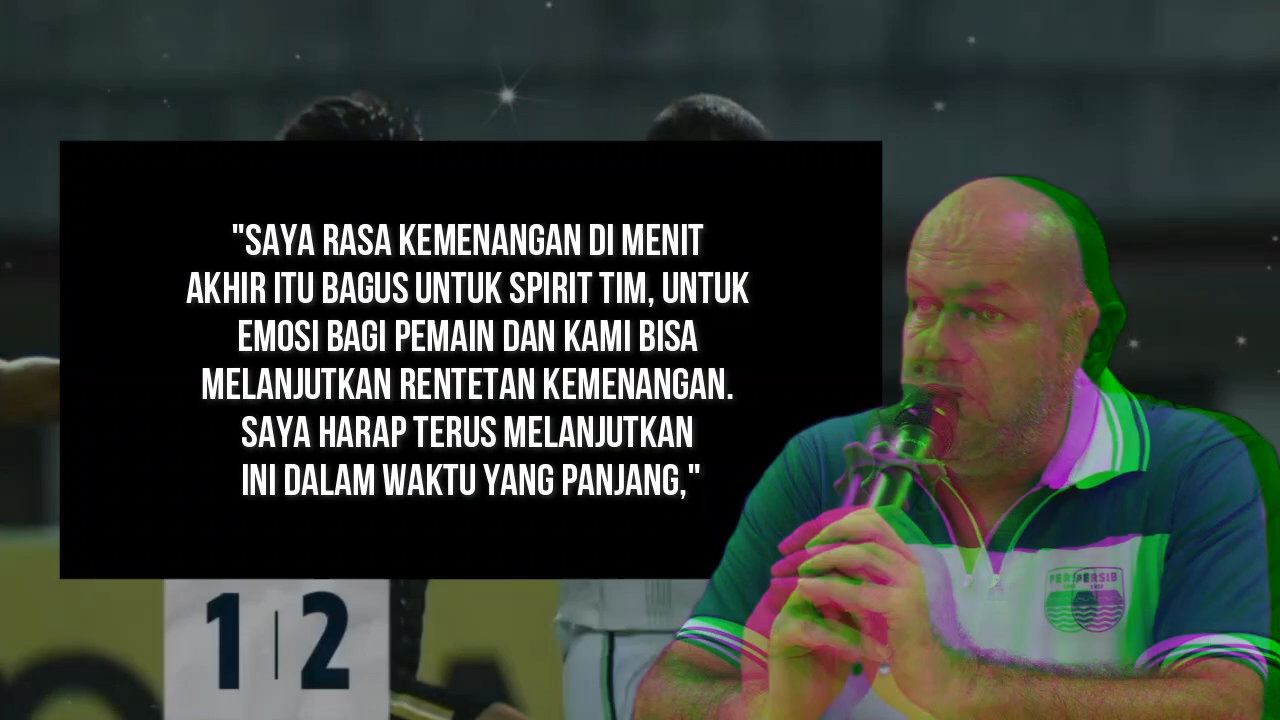 "SAYA RASA KEMENANGAN DI MENIT
AKHIR ITU BAGUS UNTUK SPIRIT TIM, UNTUK
EMOSI BAGI PEMAIN DAN KAMI BISA
MELANJUTKAN RENTETAN KEMENANGAN.
SAYA HARAP TERUS MELANJUTKAN
INI DALAM WAKTU YANG PANJANG,"
PERSIB
1 | 2